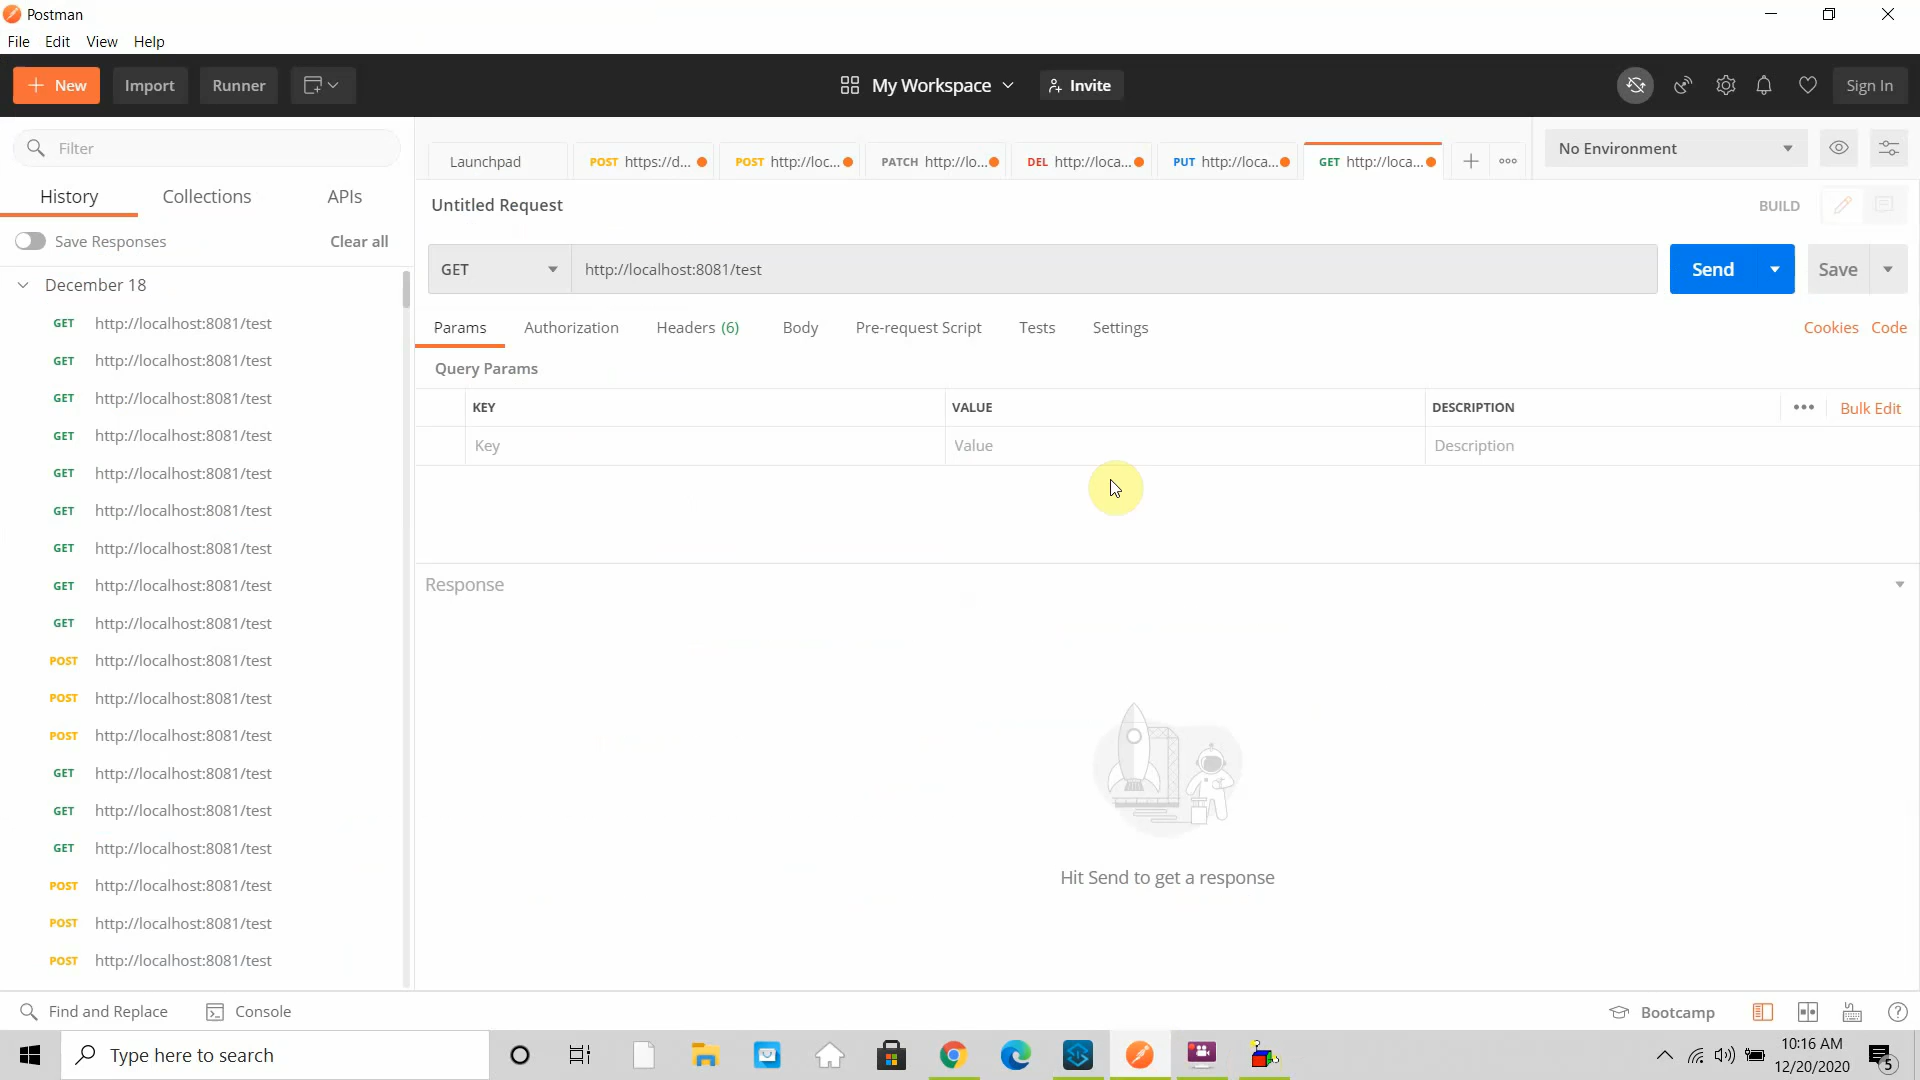 Postman
File Edit View Help
New Import Runner My Workspace Invite Sign In
Filter
History Collections APIs
Save Responses Clear all
December 18
GET http://localhost:8081/test
GET http://localhost:8081/test
GET http://localhost:8081/test
GET http://localhost:8081/test
GET http://localhost:8081/test
GET http://localhost:8081/test
GET http://localhost:8081/test
GET http://localhost:8081/test
GET http://localhost:8081/test
POST http://localhost:8081/test
POST http://localhost:8081/test
POST http://localhost:8081/test
GET http://localhost:8081/test
GET http://localhost:8081/test
GET http://localhost:8081/test
POST http://localhost:8081/test
POST http://localhost:8081/test
POST http://localhost:8081/test
Launchpad POST https://d... POST http://loc... PATCH http://lo... DEL http://loca... PUT http://loca... GET http://loca... No Environment
Untitled Request BUILD
GET http://localhost:8081/test Send Save
Params Authorization Headers (6) Body Pre-request Script Tests Settings Cookies Code
Query Params
KEY VALUE DESCRIPTION Bulk Edit
Key Value Description
Response
Hit Send to get a response
Find and Replace Console Bootcamp
Type here to search
10:16 AM
12/20/2020
5